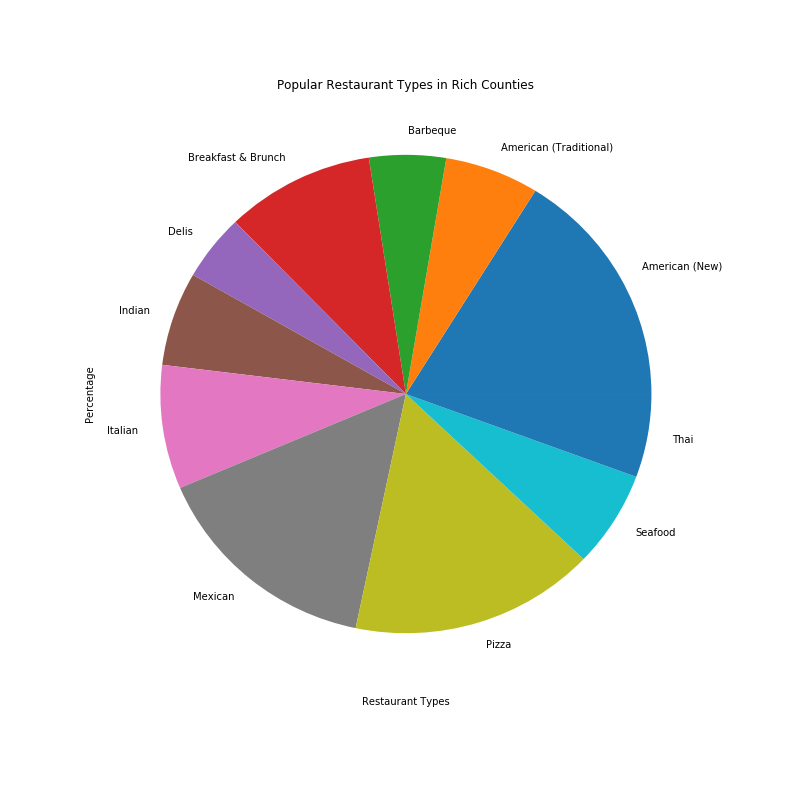 Popular Restaurant Types in Rich Counties
Barbeque
American (Traditional)
Breakfast & Brunch
Delis
American (New)
Indian
Percentage
Italian
Thai
Seafood
Mexican
Pizza
Restaurant Types